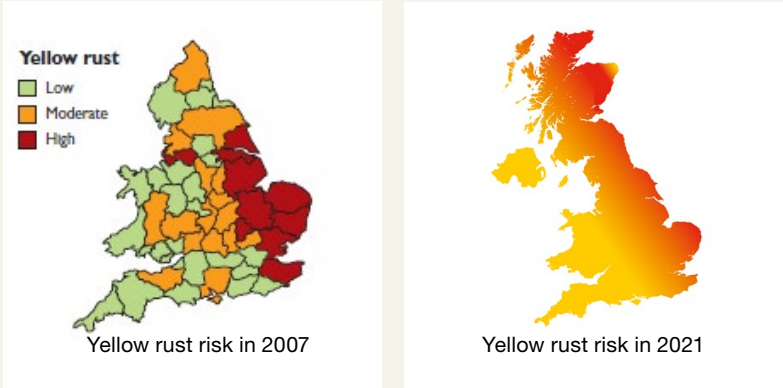 Yellow rust
Low
Moderate
High
Yellow rust risk in 2007
Yellow rust risk in 2021